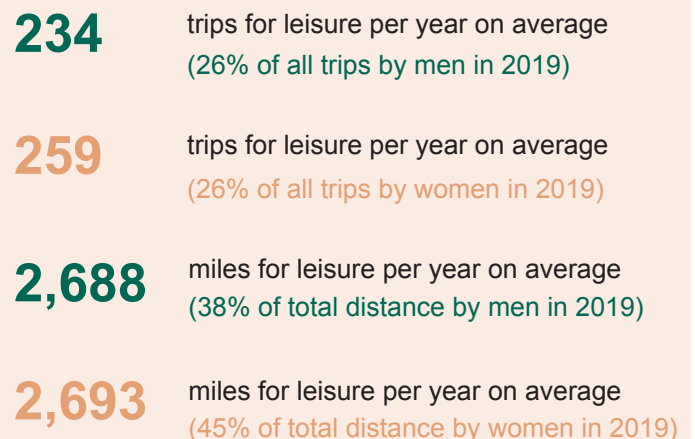 234 trips for leisure per year on average
(26% of all trips by men in 2019)
259 trips for leisure per year on average
(26% of all trips by women in 2019)
2,688 miles for leisure per year on average
(38% of total distance by men in 2019)
2,693 miles for leisure per year on average
(45% of total distance by women in 2019)